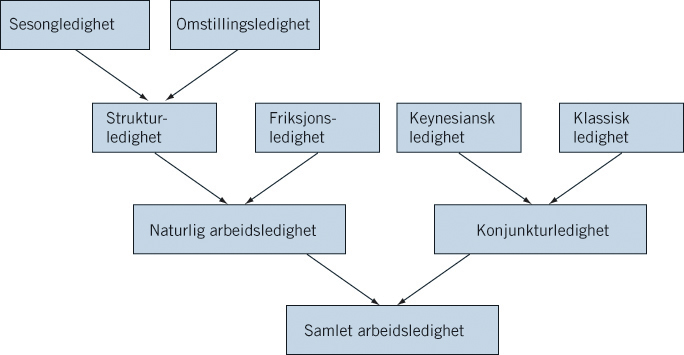 Sesongledighet
Omstillingsledighet
Struktur-
ledighet
Friksjons-
ledighet
Keynesiansk
ledighet
Klassisk
ledighet
Naturlig arbeidsledighet
Konjunkturledighet
Samlet arbeidsledighet